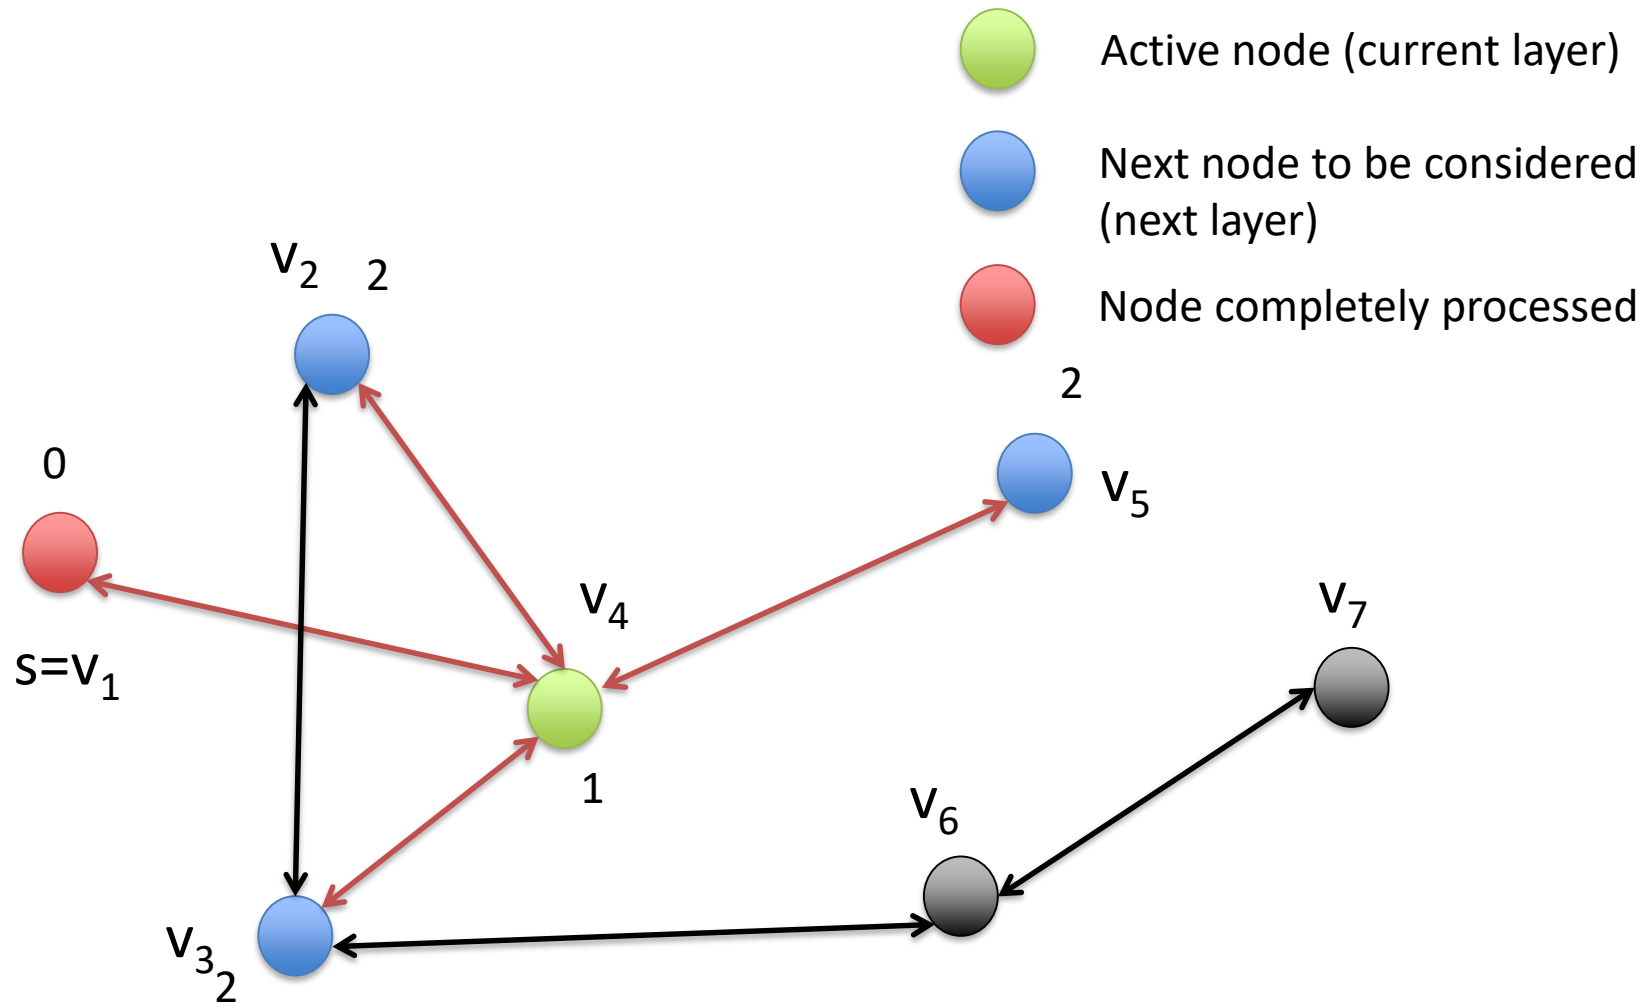 Active node (current layer)
Next node to be considered
(next layer)
Node completely processed
v2 2
2
0
v5
v4
v7
s=v1
1
v6
v3
2